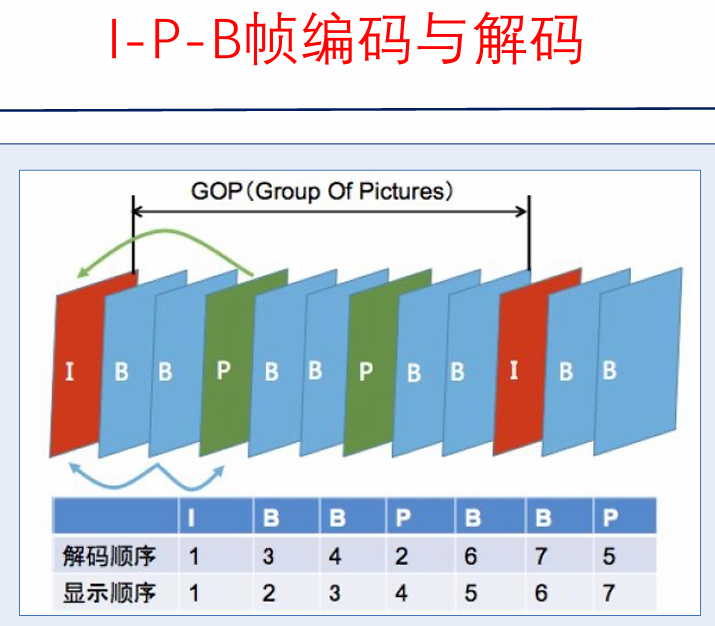 I-P-B帧编码与解码
GOP(Group Of Pictures)
I B B P B B P B B I B B
I B B P B B P
解码顺序 1 3 4 2 6 7 5
显示顺序 1 2 3 4 5 6 7